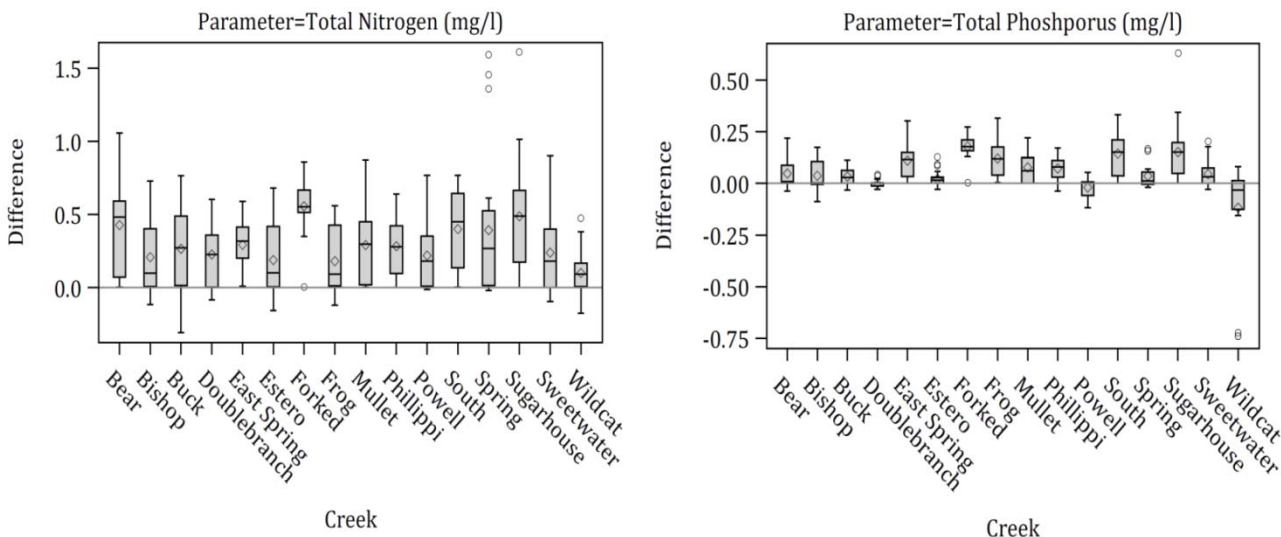 Parameter=Total Nitrogen (mg/l)
Difference
1.5
1.0
0.5
0.0
Bear
Bishop
Buck
Doublebranch
East Spring
Estero
Forked
Frog
Mullet
Phillippi
Powell
South
Spring
Sugarhouse
Sweetwater
Wildcat
Creek
Parameter=Total Phoshporus (mg/l)
Difference
0.50
0.25
0.00
-0.25
-0.50
-0.75
Bear
Bishop
Buck
Doublebranch
East Spring
Estero
Forked
Frog
Mullet
Phillippi
Powell
South
Spring
Sugarhouse
Sweetwater
Wildcat
Creek